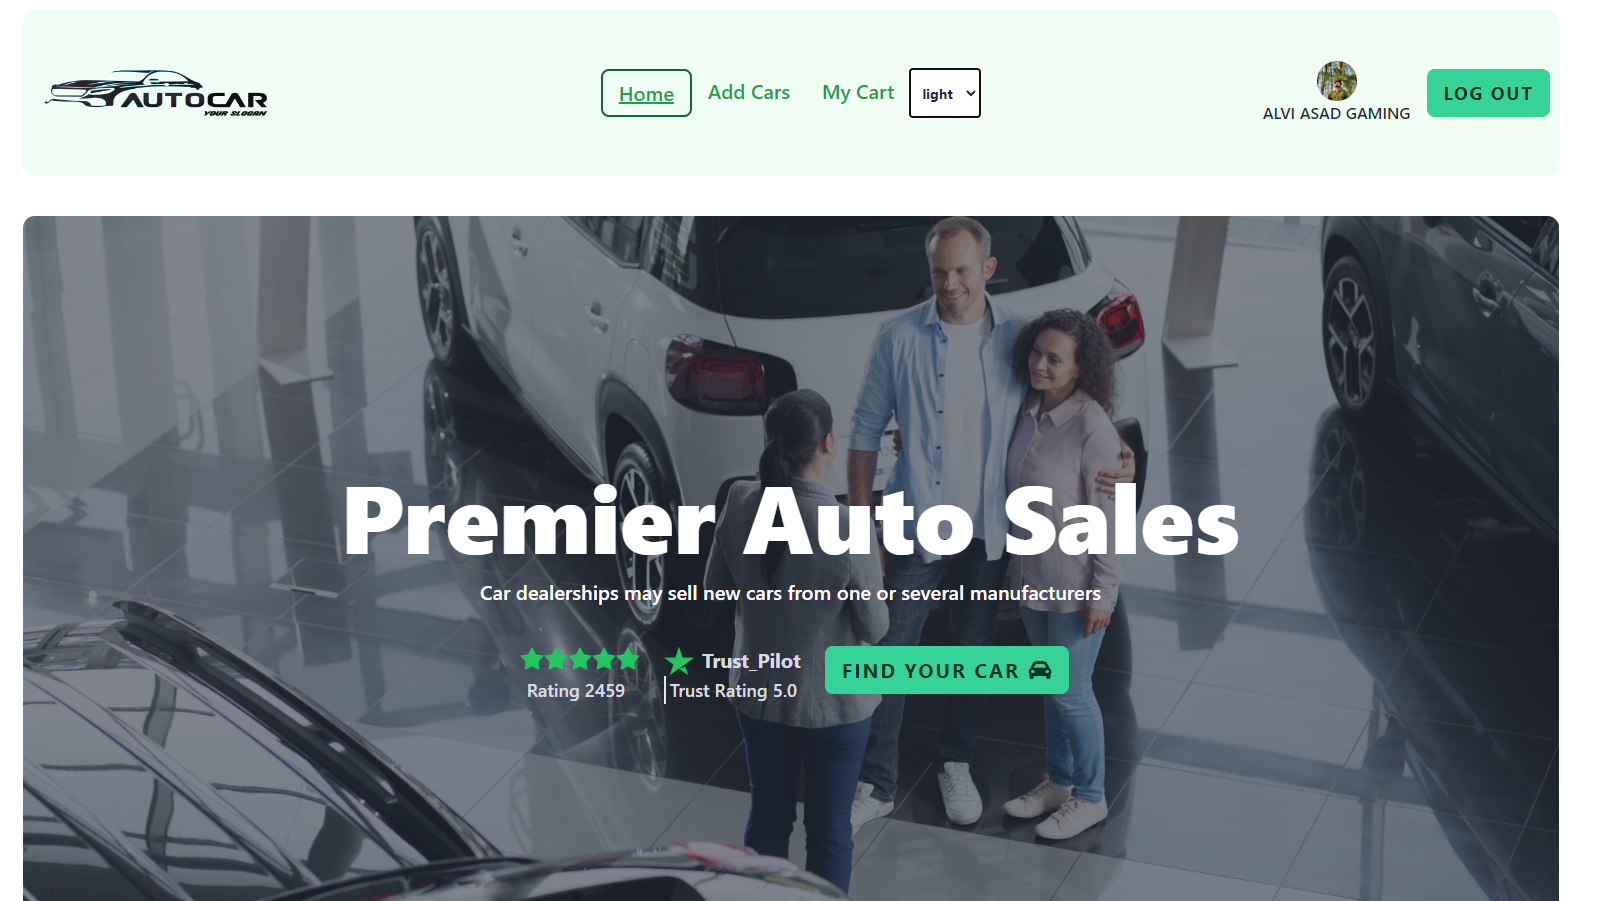 AUTOCAR
YOUR SLOGAN
Home
Add Cars
My Cart
light
ALVI ASAD GAMING
LOG OUT
Premier Auto Sales
Car dealerships may sell new cars from one or several manufacturers
Rating 2459
Trust_Pilot
Trust Rating 5.0
FIND YOUR CAR